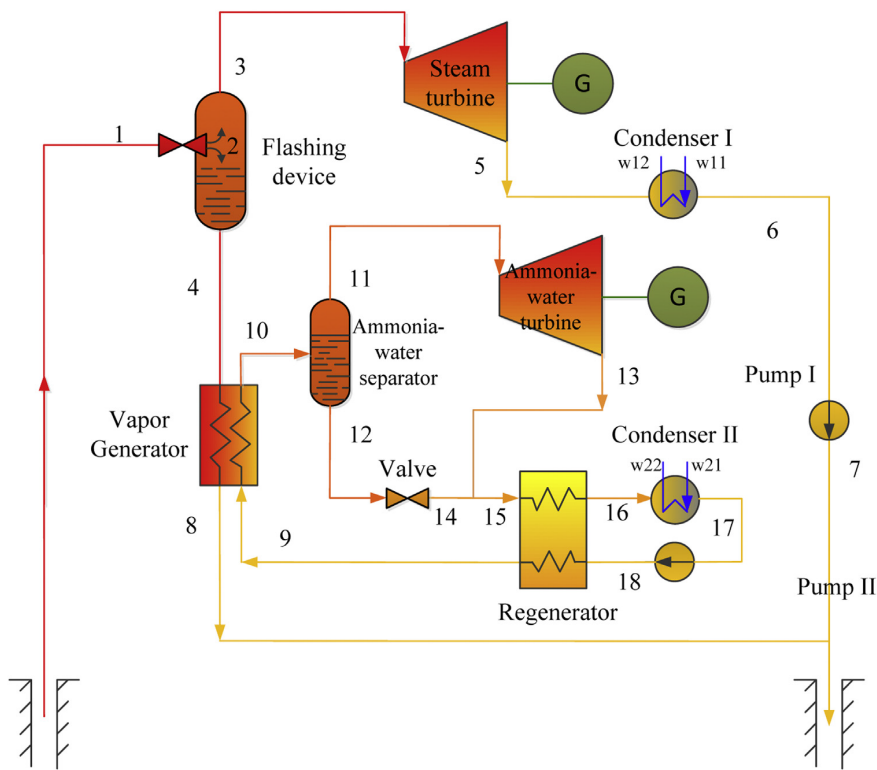 3
Steam
turbine
G
1
2
Flashing
device
5
Condenser I
w12
w11
6
4
11
Ammonia-
water
turbine
G
10
Ammonia-
water
separator
13
Pump I
Vapor
Generator
12
Condenser II
7
Valve
w22
w21
8
9
14
15
16
17
18
Pump II
Regenerator